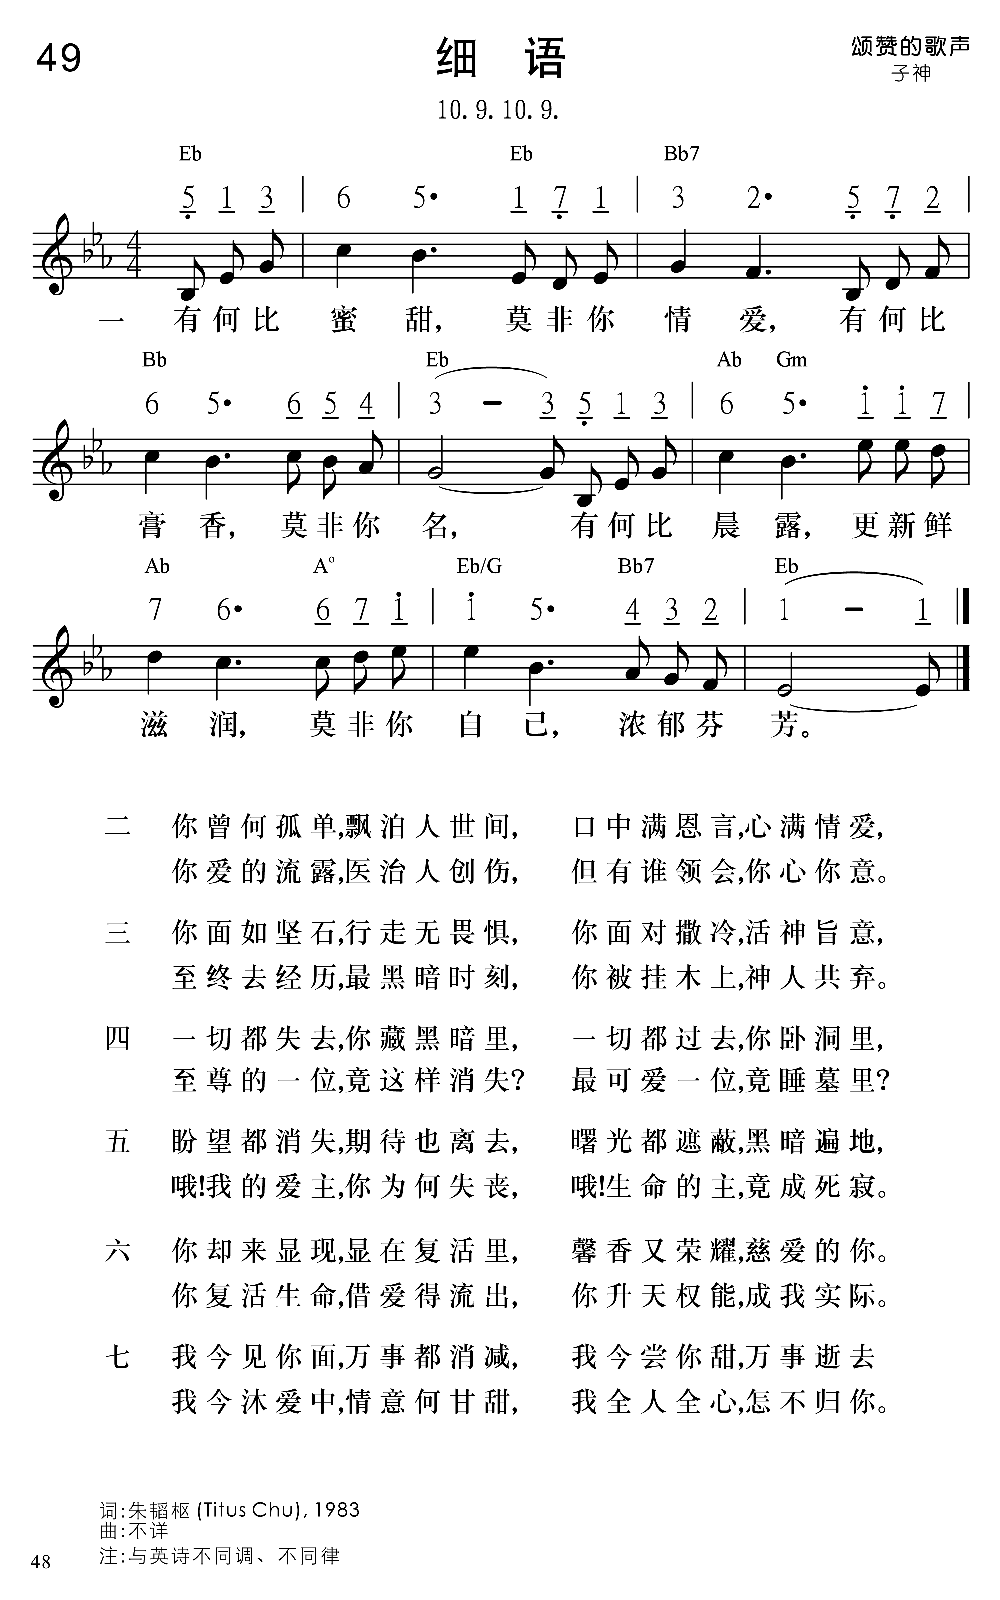 49
细 语
颂赞的歌声
子神
10. 9. 10. 9.
Eb Eb Bb7
5 1 3 | 6 5· 1 7 1 | 3 2· 5 7 2 |
4
4
一 有何比 蜜 甜, 莫非你 情 爱, 有何比
Bb Eb Ab Gm
6 5· 6 5 4 | 3 - 3 5 1 3 | 6 5· 1 1 7 |
膏 香, 莫非你 名, 有何比 晨 露, 更新鲜
Ab A° Eb/G Bb7 Eb
7 6· 6 7 1 | 1 5· 4 3 2 | 1 - 1
滋 润, 莫非你 自 己, 浓郁芬 芳。
二 你曾何孤单,飘泊人世间, 口中满恩言,心满情爱,
你爱的流露,医治人创伤, 但有谁领会,你心你意。
三 你面如坚石,行走无畏惧, 你面对撒冷,活神旨意,
至终去经历,最黑暗时刻, 你被挂木上,神人共弃。
四 一切都失去,你藏黑暗里, 一切都过去,你卧洞里,
至尊的一位,竟这样消失? 最可爱一位,竟睡墓里?
五 盼望都消失,期待也离去, 曙光都遮蔽,黑暗遍地,
哦!我的爱主,你为何失丧, 哦!生命的主,竟成死寂。
六 你却来显现,显在复活里, 馨香又荣耀,慈爱的你。
你复活生命,借爱得流出, 你升天权能,成我实际。
七 我今见你面,万事都消减, 我今尝你甜,万事逝去
我今沐爱中,情意何甘甜, 我全人全心,怎不归你。
词:朱韬枢 (Titus Chu), 1983
曲:不详
注:与英诗不同调、不同律
48